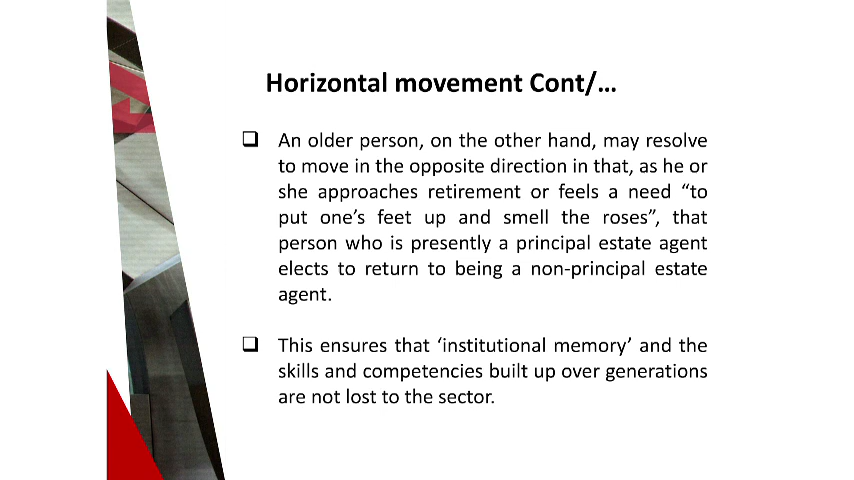 Horizontal movement Cont/…
❑ An older person, on the other hand, may resolve
to move in the opposite direction in that, as he or
she approaches retirement or feels a need “to
put one’s feet up and smell the roses”, that
person who is presently a principal estate agent
elects to return to being a non-principal estate
agent.
❑ This ensures that ‘institutional memory’ and the
skills and competencies built up over generations
are not lost to the sector.